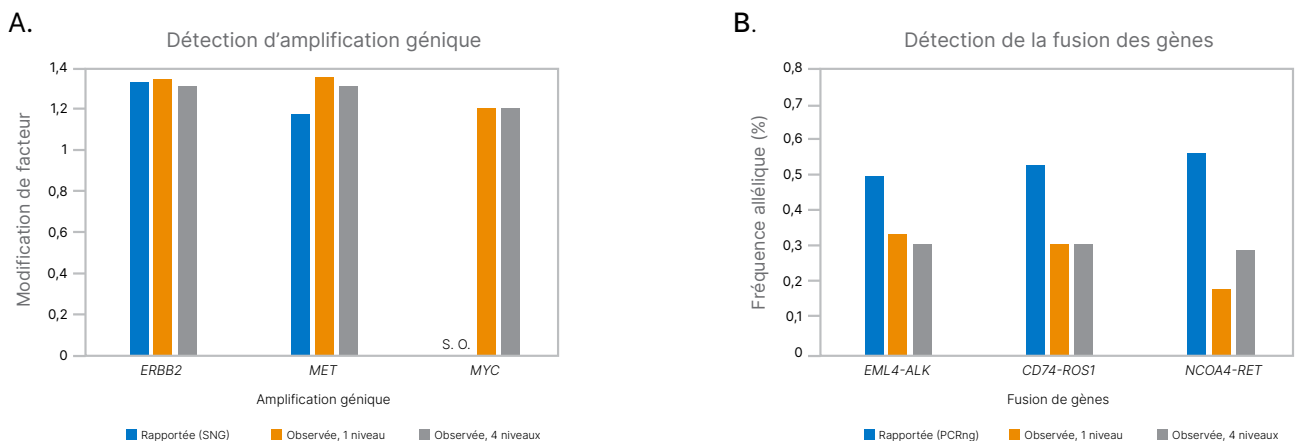 A.
Détection d’amplification génique
Modification de facteur
1,4
1,2
1
0,8
0,6
0,4
0,2
0
S. O.
ERBB2
MET
MYC
Amplification génique
Rapportée (SNG)
Observée, 1 niveau
Observée, 4 niveaux
B.
Détection de la fusion des gènes
Fréquence allélique (%)
0,8
0,7
0,6
0,5
0,4
0,3
0,2
0,1
0
EML4-ALK
CD74-ROS1
NCOA4-RET
Fusion de gènes
Rapportée (PCRng)
Observée, 1 niveau
Observée, 4 niveaux